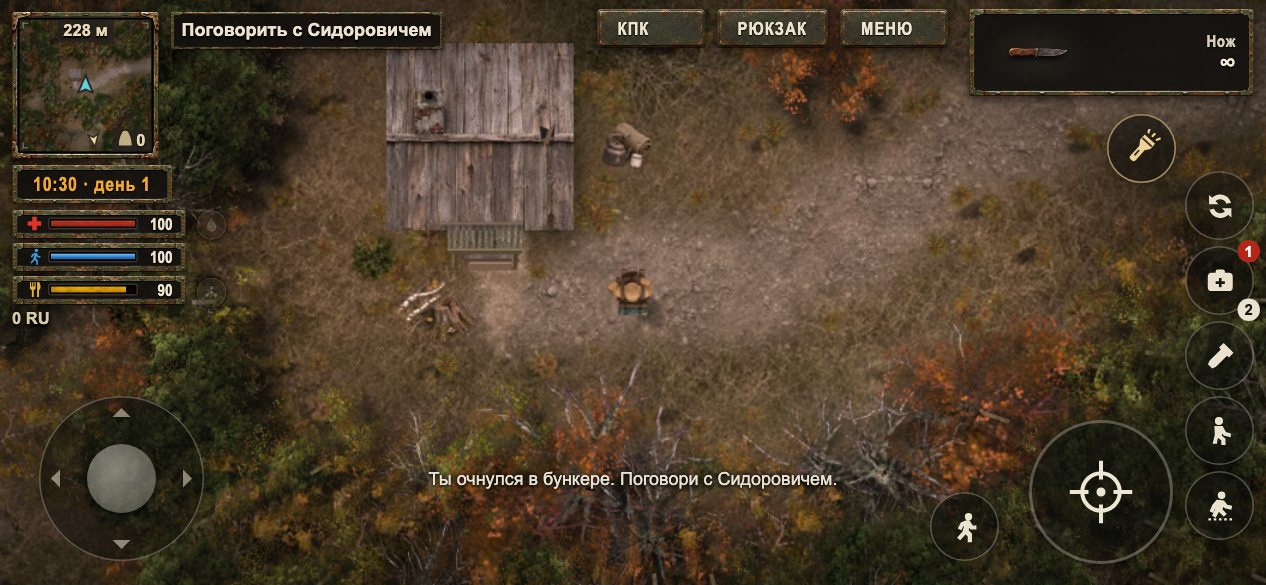 228 м
Поговорить с Сидоровичем
КПК
РЮКЗАК
МЕНЮ
Нож
∞
0
10:30 · день 1
100
100
90
0 RU
1
2
Ты очнулся в бункере. Поговори с Сидоровичем.